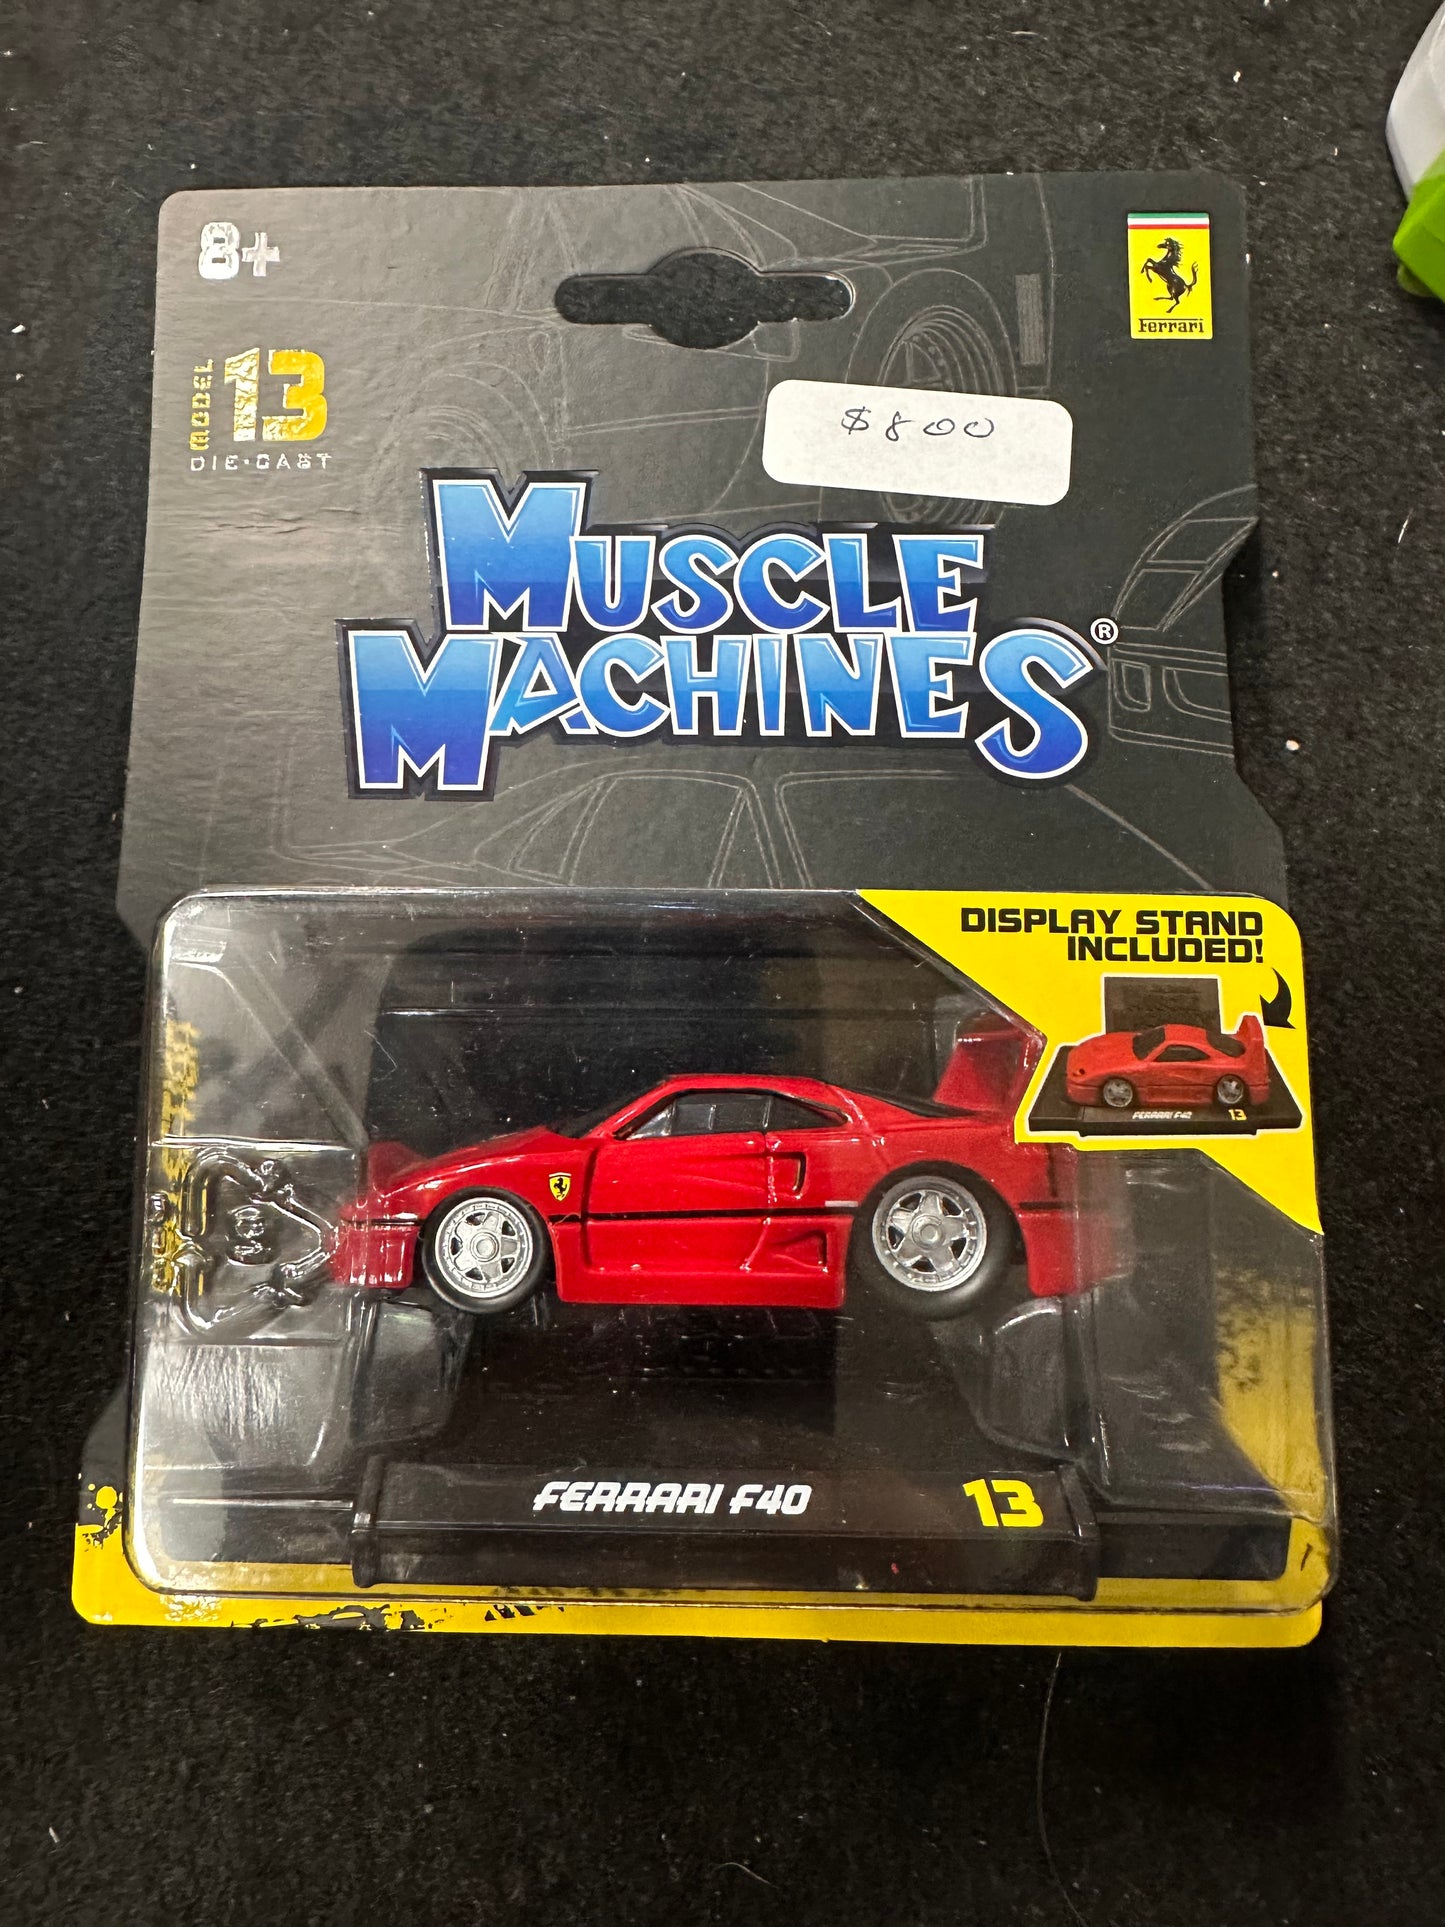 8+
Ferrari
MODEL
13
DIE-CAST
$800
MUSCLE
MACHINES®
DISPLAY STAND
INCLUDED!
FERRARI F40
13
FERRARI F40
13